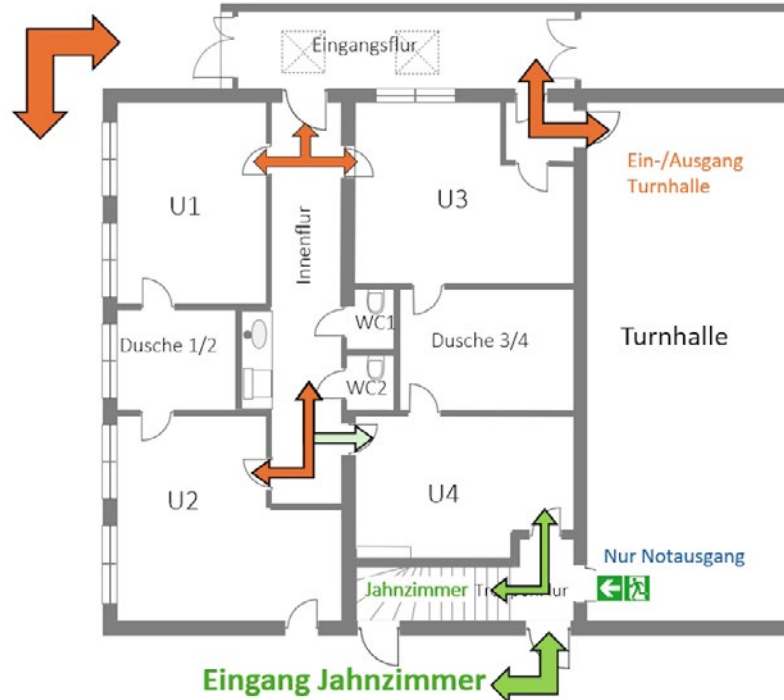 Eingangsflur
Ein-/Ausgang
Turnhalle
U1
U3
Innenflur
WC1
Dusche 1/2
Dusche 3/4
Turnhalle
WC2
U2
U4
Nur Notausgang
Jahnzimmer
Eingang Jahnzimmer